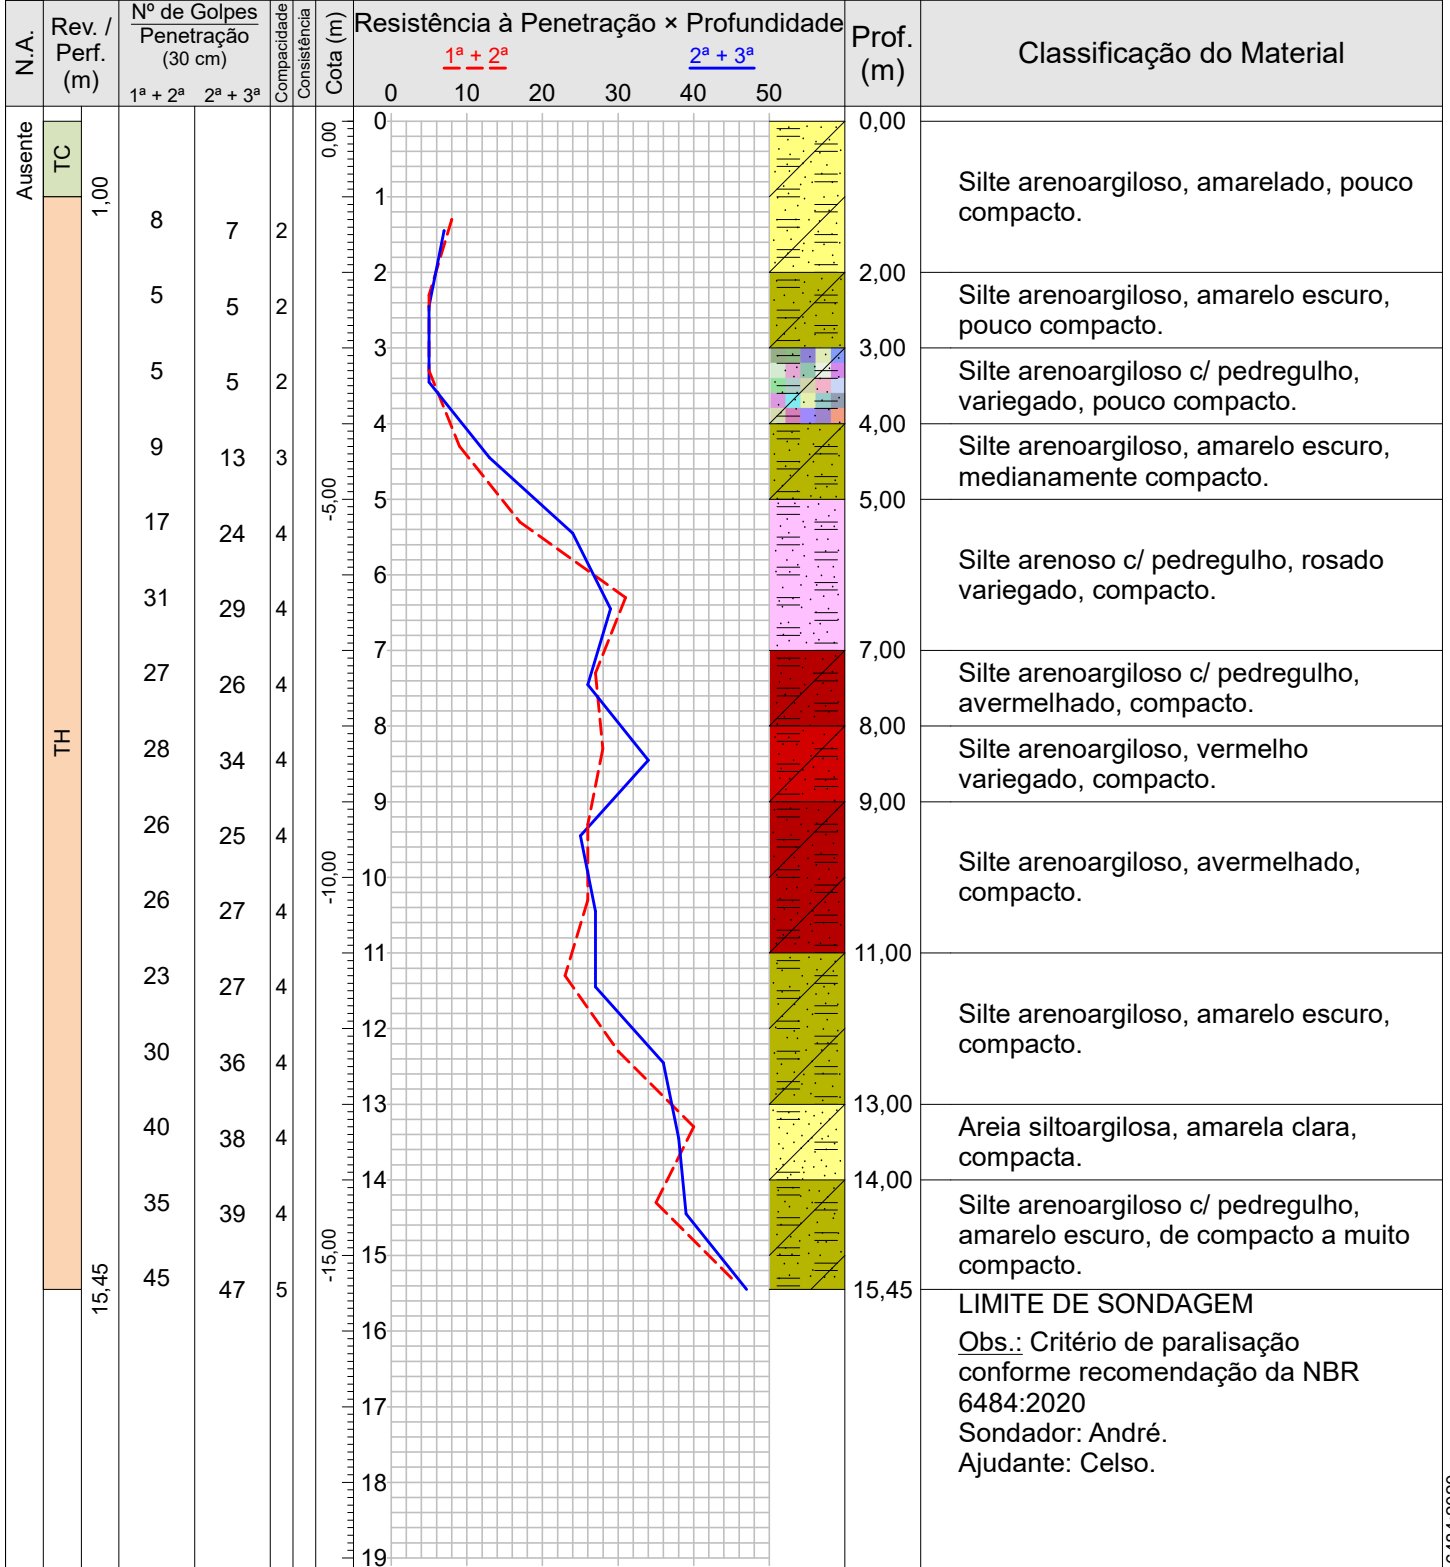 N.A.
Rev. /
Perf.
(m)
Nº de Golpes
Penetração
(30 cm)
1ª + 2ª 2ª + 3ª
Compacidade
Consistência
Cota (m)
Resistência à Penetração × Profundidade
1ª + 2ª 2ª + 3ª
0 10 20 30 40 50
Prof.
(m)
Classificação do Material
Ausente
TC
1,00
TH
15,45
8 7 2
5 5 2
5 5 2
9 13 3
17 24 4
31 29 4
27 26 4
28 34 4
26 25 4
26 27 4
23 27 4
30 36 4
40 38 4
35 39 4
45 47 5
0,00
-5,00
-10,00
-15,00
0
1
2
3
4
5
6
7
8
9
10
11
12
13
14
15
16
17
18
19
0,00
Silte arenoargiloso, amarelado, pouco
compacto.
2,00
Silte arenoargiloso, amarelo escuro,
pouco compacto.
3,00
Silte arenoargiloso c/ pedregulho,
variegado, pouco compacto.
4,00
Silte arenoargiloso, amarelo escuro,
medianamente compacto.
5,00
Silte arenoso c/ pedregulho, rosado
variegado, compacto.
7,00
Silte arenoargiloso c/ pedregulho,
avermelhado, compacto.
8,00
Silte arenoargiloso, vermelho
variegado, compacto.
9,00
Silte arenoargiloso, avermelhado,
compacto.
11,00
Silte arenoargiloso, amarelo escuro,
compacto.
13,00
Areia siltoargilosa, amarela clara,
compacta.
14,00
Silte arenoargiloso c/ pedregulho,
amarelo escuro, de compacto a muito
compacto.
15,45
LIMITE DE SONDAGEM
Obs.: Critério de paralisação
conforme recomendação da NBR
6484:2020
Sondador: André.
Ajudante: Celso.